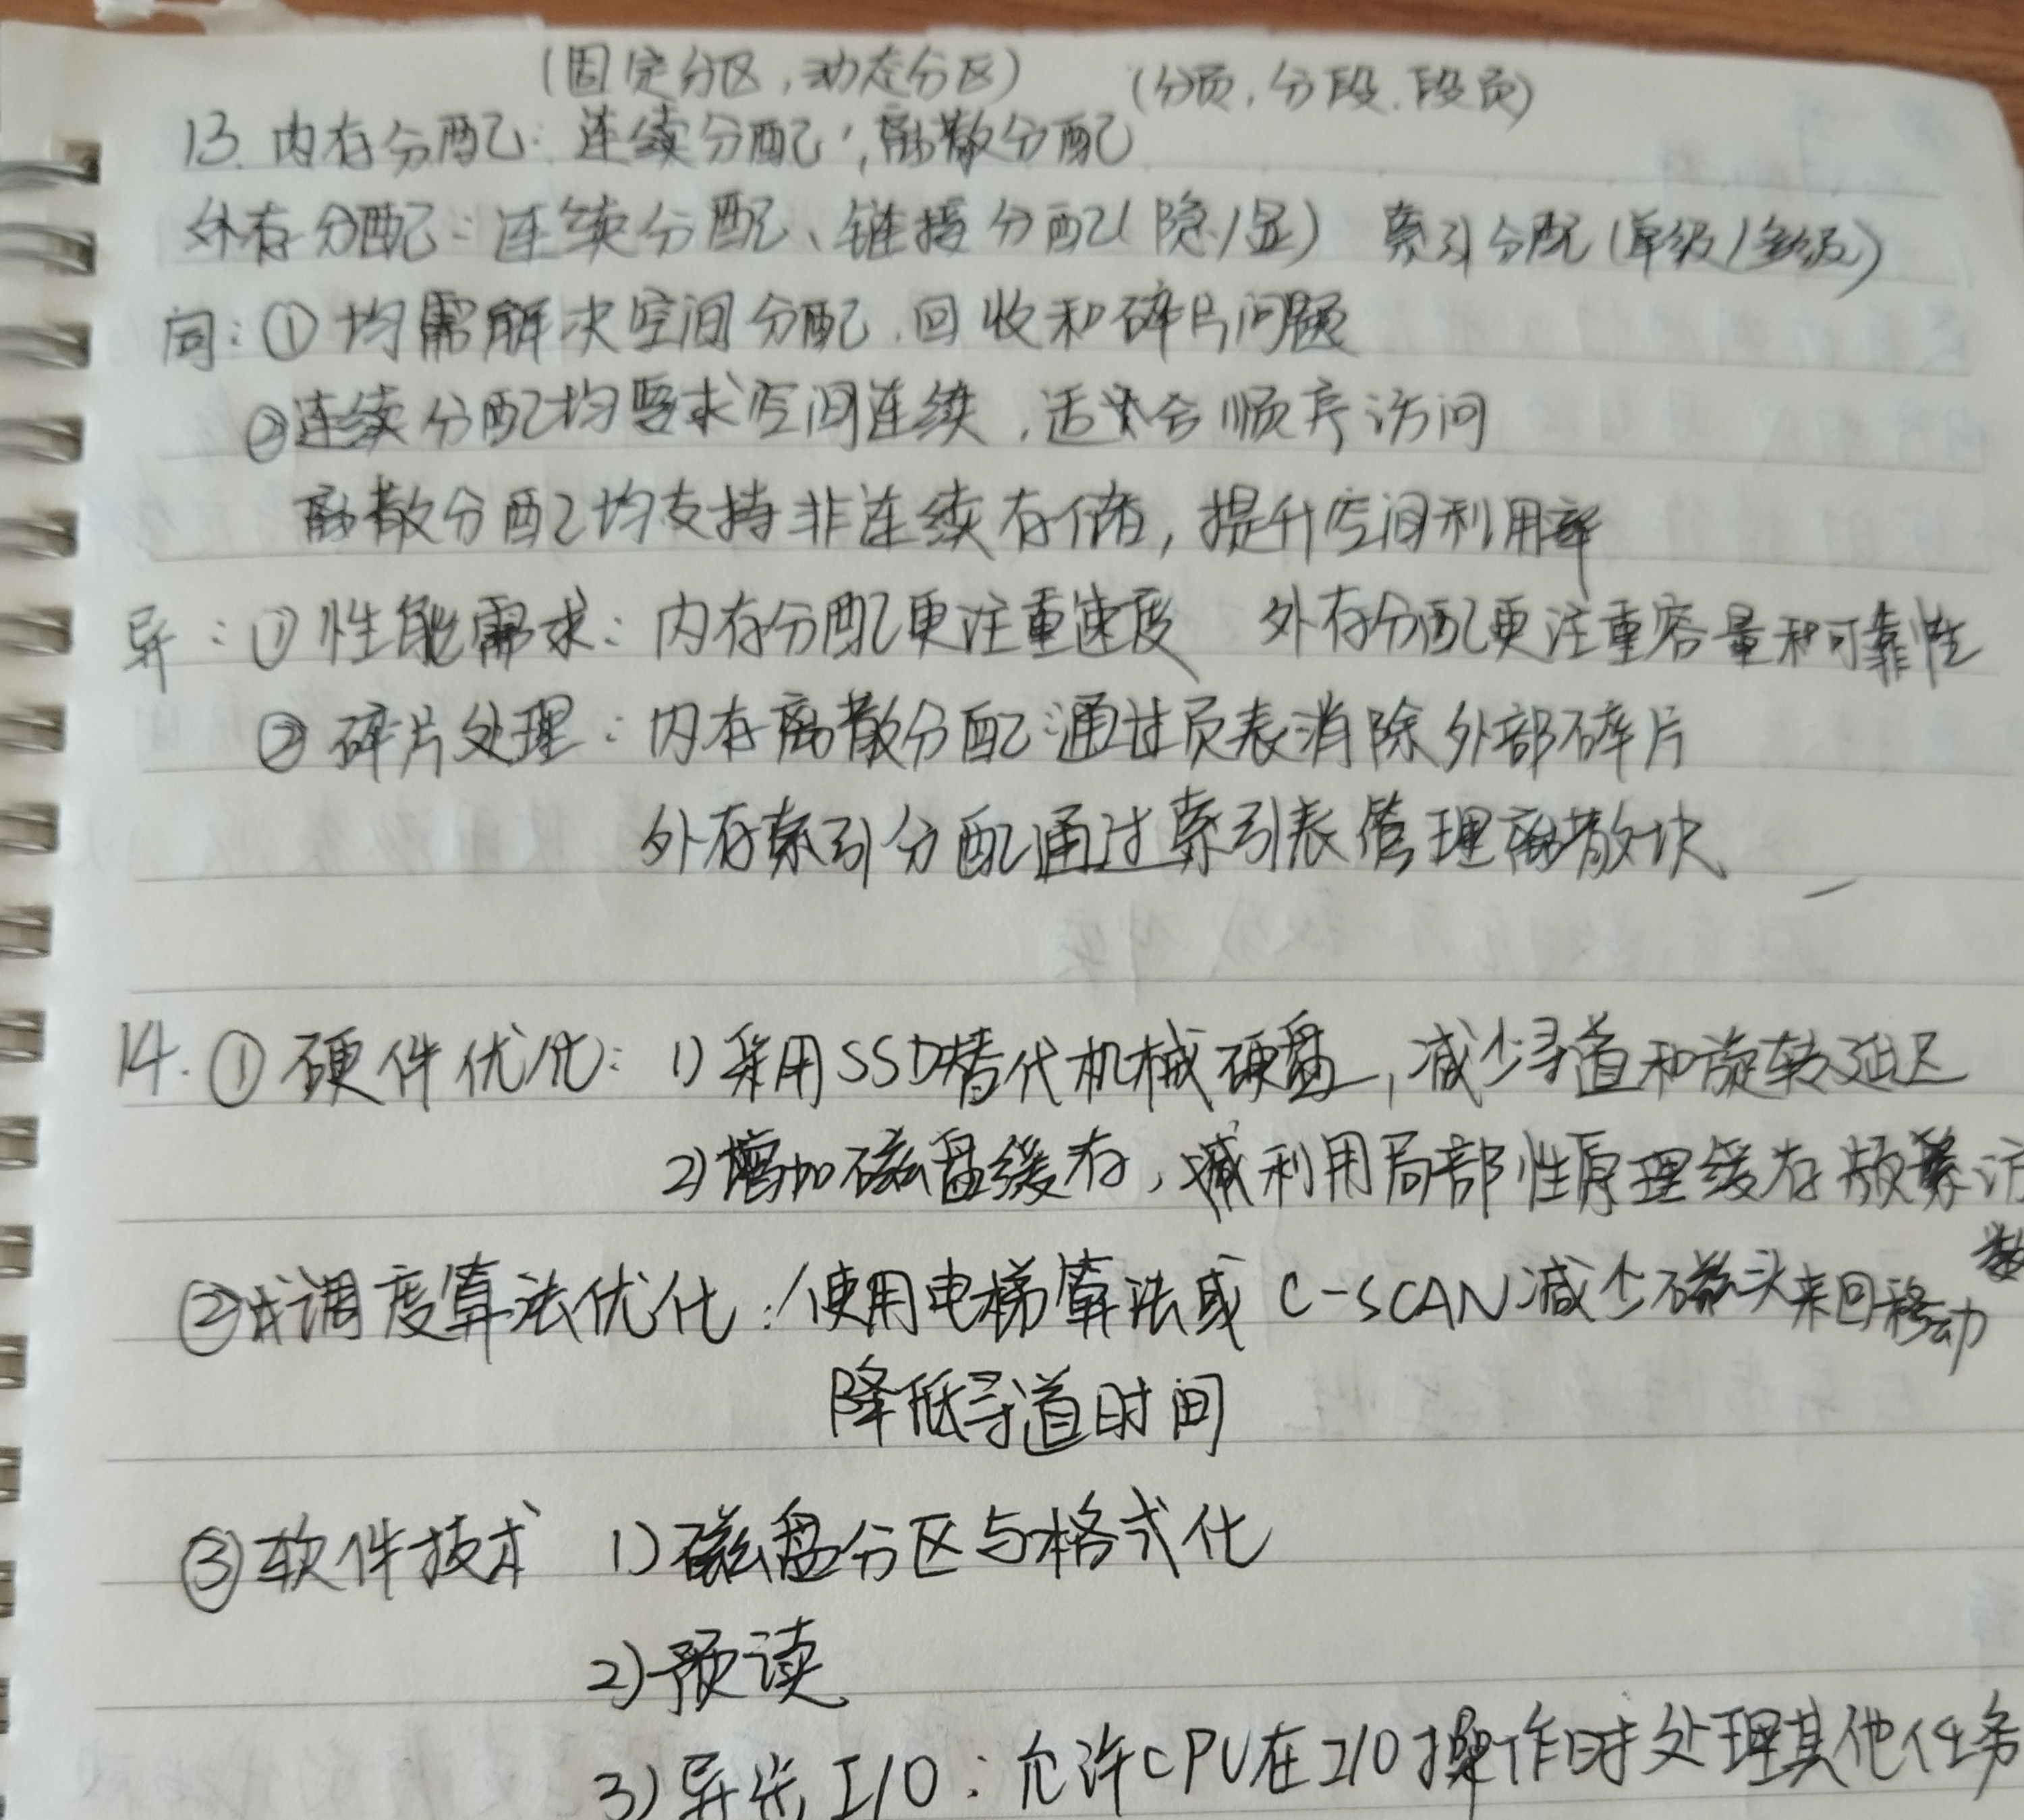 (固定分区,动态分区) (分页,分段.段页)
13. 内存分配:连续分配,离散分配
外存分配:连续分配、链接分配(隐/显) 索引分配(单级/多级)
同:①均需解决空间分配.回收和碎片问题
②连续分配均要求空间连续,适合顺序访问
离散分配均支持非连续存储,提升空间利用率
异:①性能需求:内存分配更注重速度 外存分配更注重容量和可靠性
②碎片处理:内存离散分配通过页表消除外部碎片
外存索引分配通过索引表管理离散块
14.①硬件优化: 1)采用SSD替代机械硬盘,减少寻道和旋转延迟
2)增加磁盘缓存,利用局部性原理缓存频繁访
数
②调度算法优化:使用电梯算法或C-SCAN减少磁头来回移动
降低寻道时间
③软件技术 1)磁盘分区与格式化
2)预读
3)异步I/O:允许CPU在I/O操作时处理其他任务